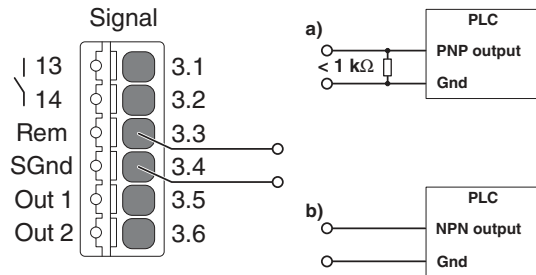 Signal
13 3.1
14 3.2
Rem 3.3
SGnd 3.4
Out 1 3.5
Out 2 3.6
a)
PLC
PNP output
< 1 kΩ
Gnd
b)
PLC
NPN output
Gnd